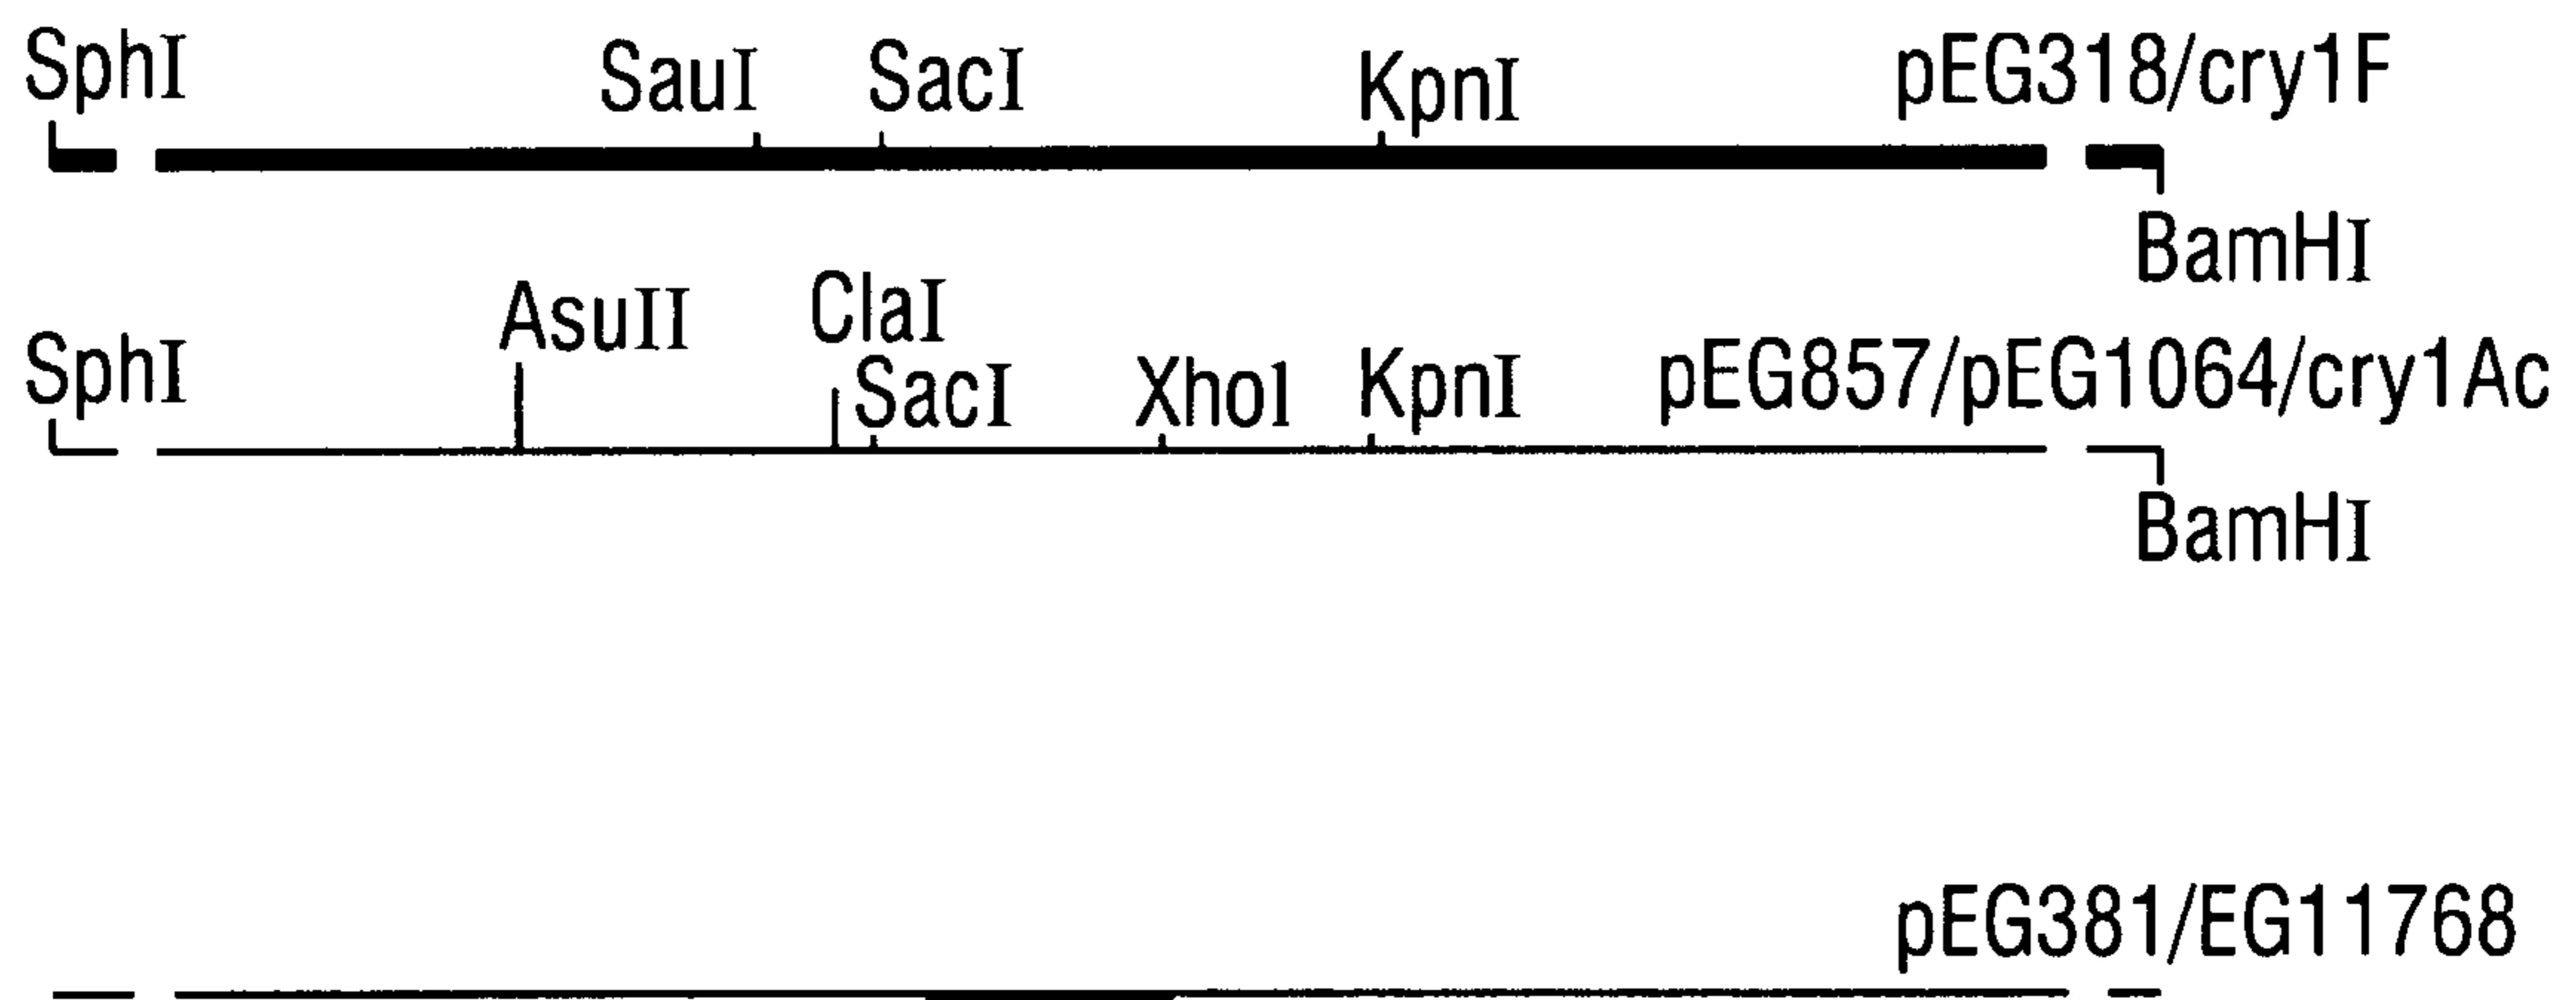 SphI SauI SacI KpnI pEG318/cry1F
BamHI
SphI AsuII ClaI SacI XhoI KpnI pEG857/pEG1064/cry1Ac
BamHI
pEG381/EG11768